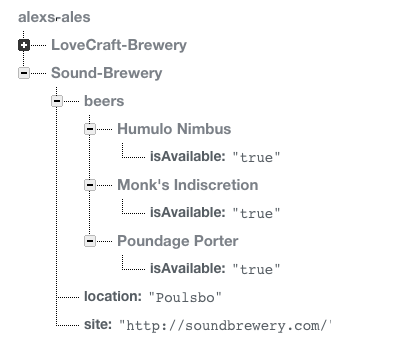 alexs-ales
LoveCraft-Brewery
Sound-Brewery
beers
Humulo Nimbus
isAvailable: "true"
Monk's Indiscretion
isAvailable: "true"
Poundage Porter
isAvailable: "true"
location: "Poulsbo"
site: "http://soundbrewery.com/'